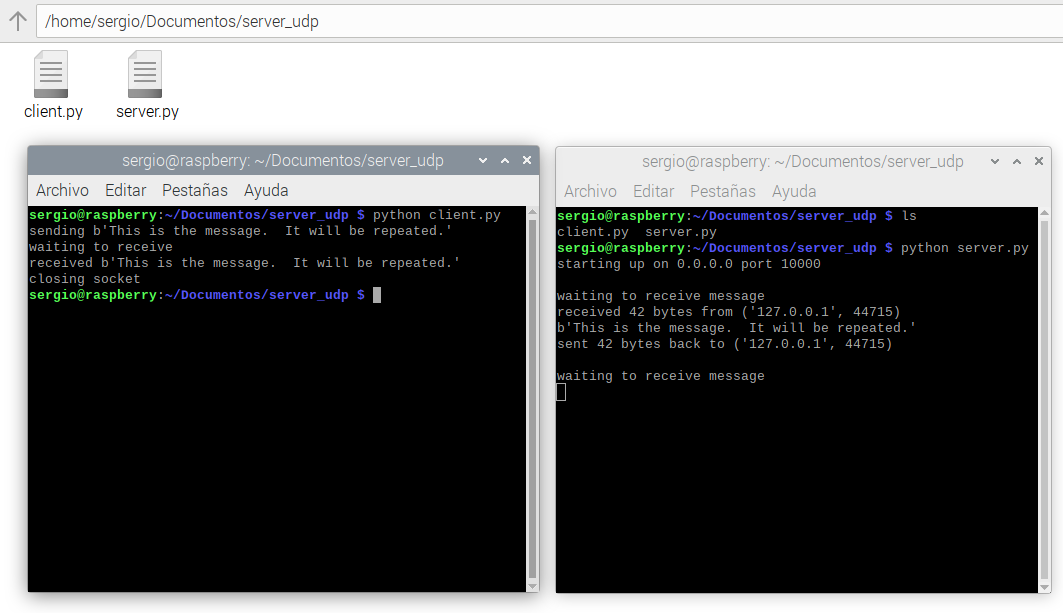 /home/sergio/Documentos/server_udp
client.py server.py
sergio@raspberry: ~/Documentos/server_udp
Archivo Editar Pestañas Ayuda
sergio@raspberry:~/Documentos/server_udp $ python client.py
sending b'This is the message.  It will be repeated.'
waiting to receive
received b'This is the message.  It will be repeated.'
closing socket
sergio@raspberry:~/Documentos/server_udp $
sergio@raspberry: ~/Documentos/server_udp
Archivo Editar Pestañas Ayuda
sergio@raspberry:~/Documentos/server_udp $ ls
client.py  server.py
sergio@raspberry:~/Documentos/server_udp $ python server.py
starting up on 0.0.0.0 port 10000
waiting to receive message
received 42 bytes from ('127.0.0.1', 44715)
b'This is the message.  It will be repeated.'
sent 42 bytes back to ('127.0.0.1', 44715)
waiting to receive message